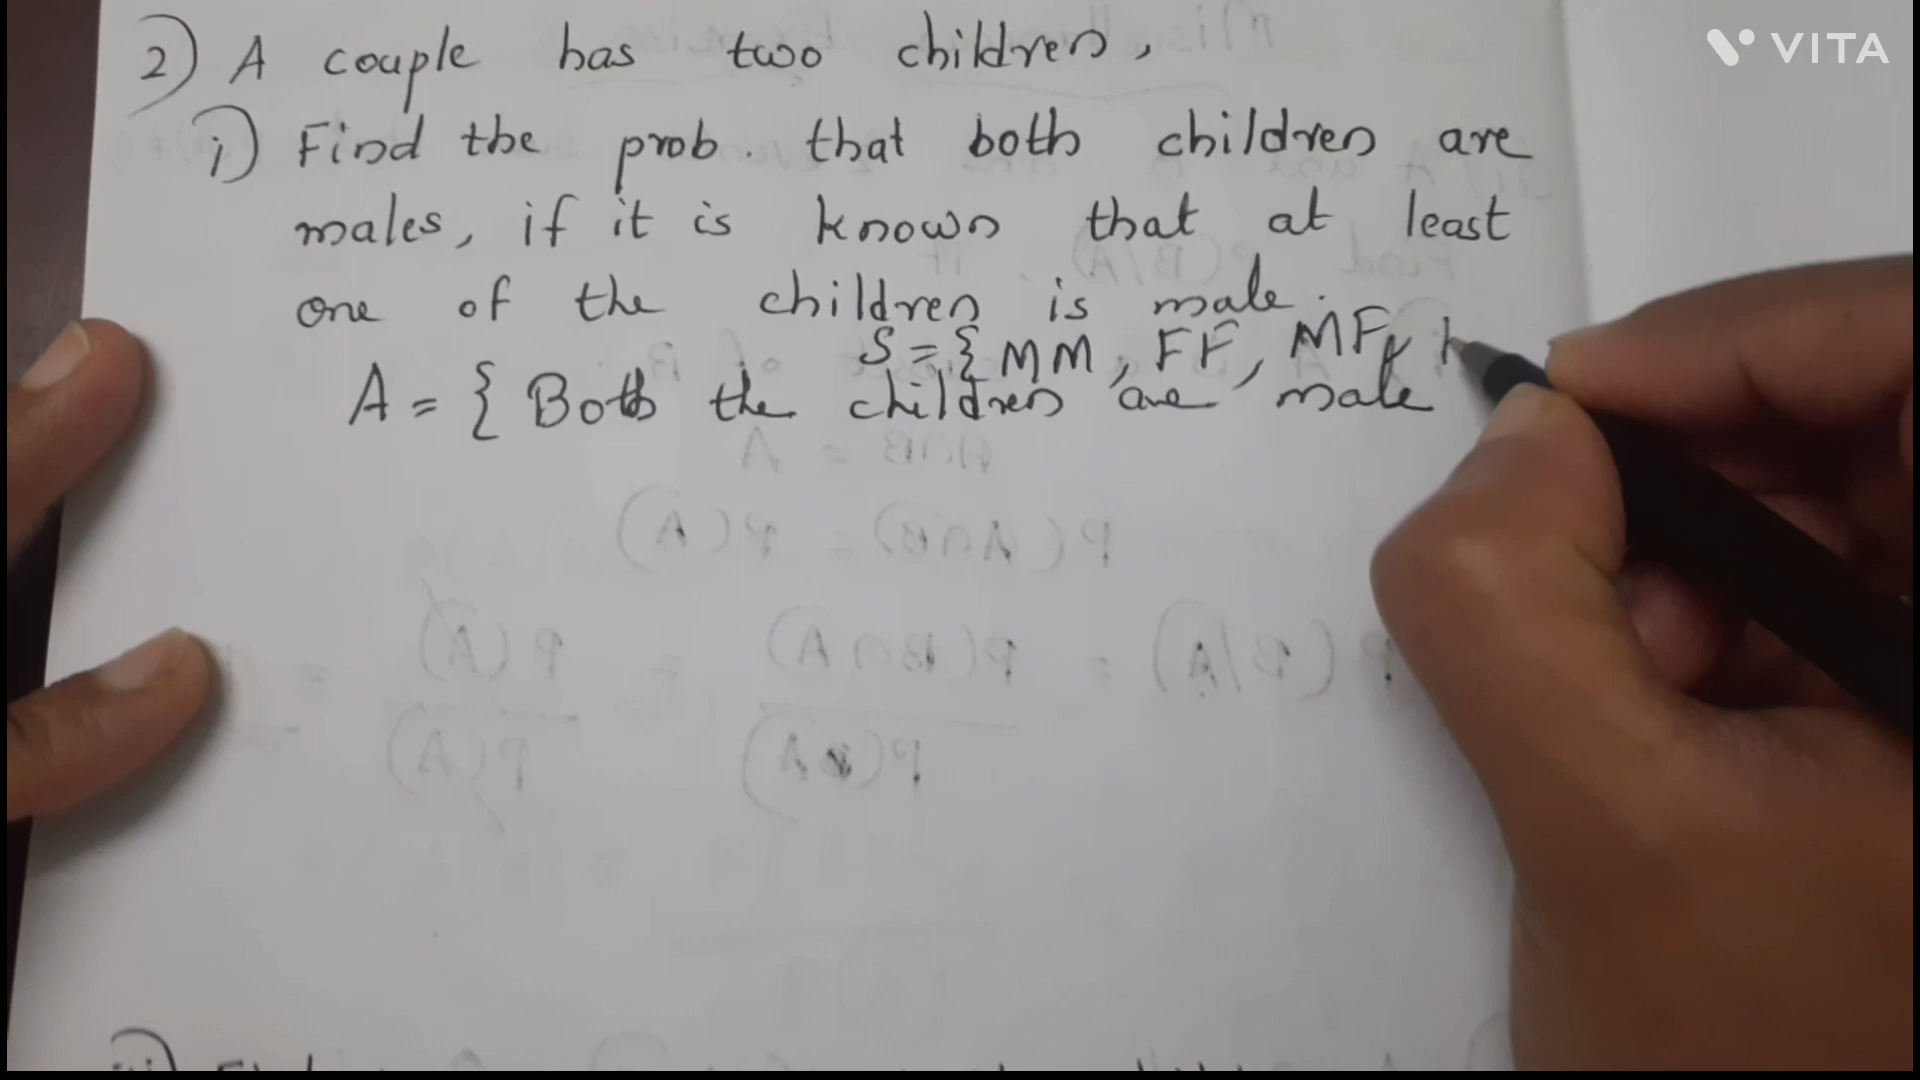 VITA
2) A couple has two children,
i) Find the prob. that both children are
males, if it is known that at least
one of the children is male.
S = { MM, FF, MF,
A = { Both the children are male